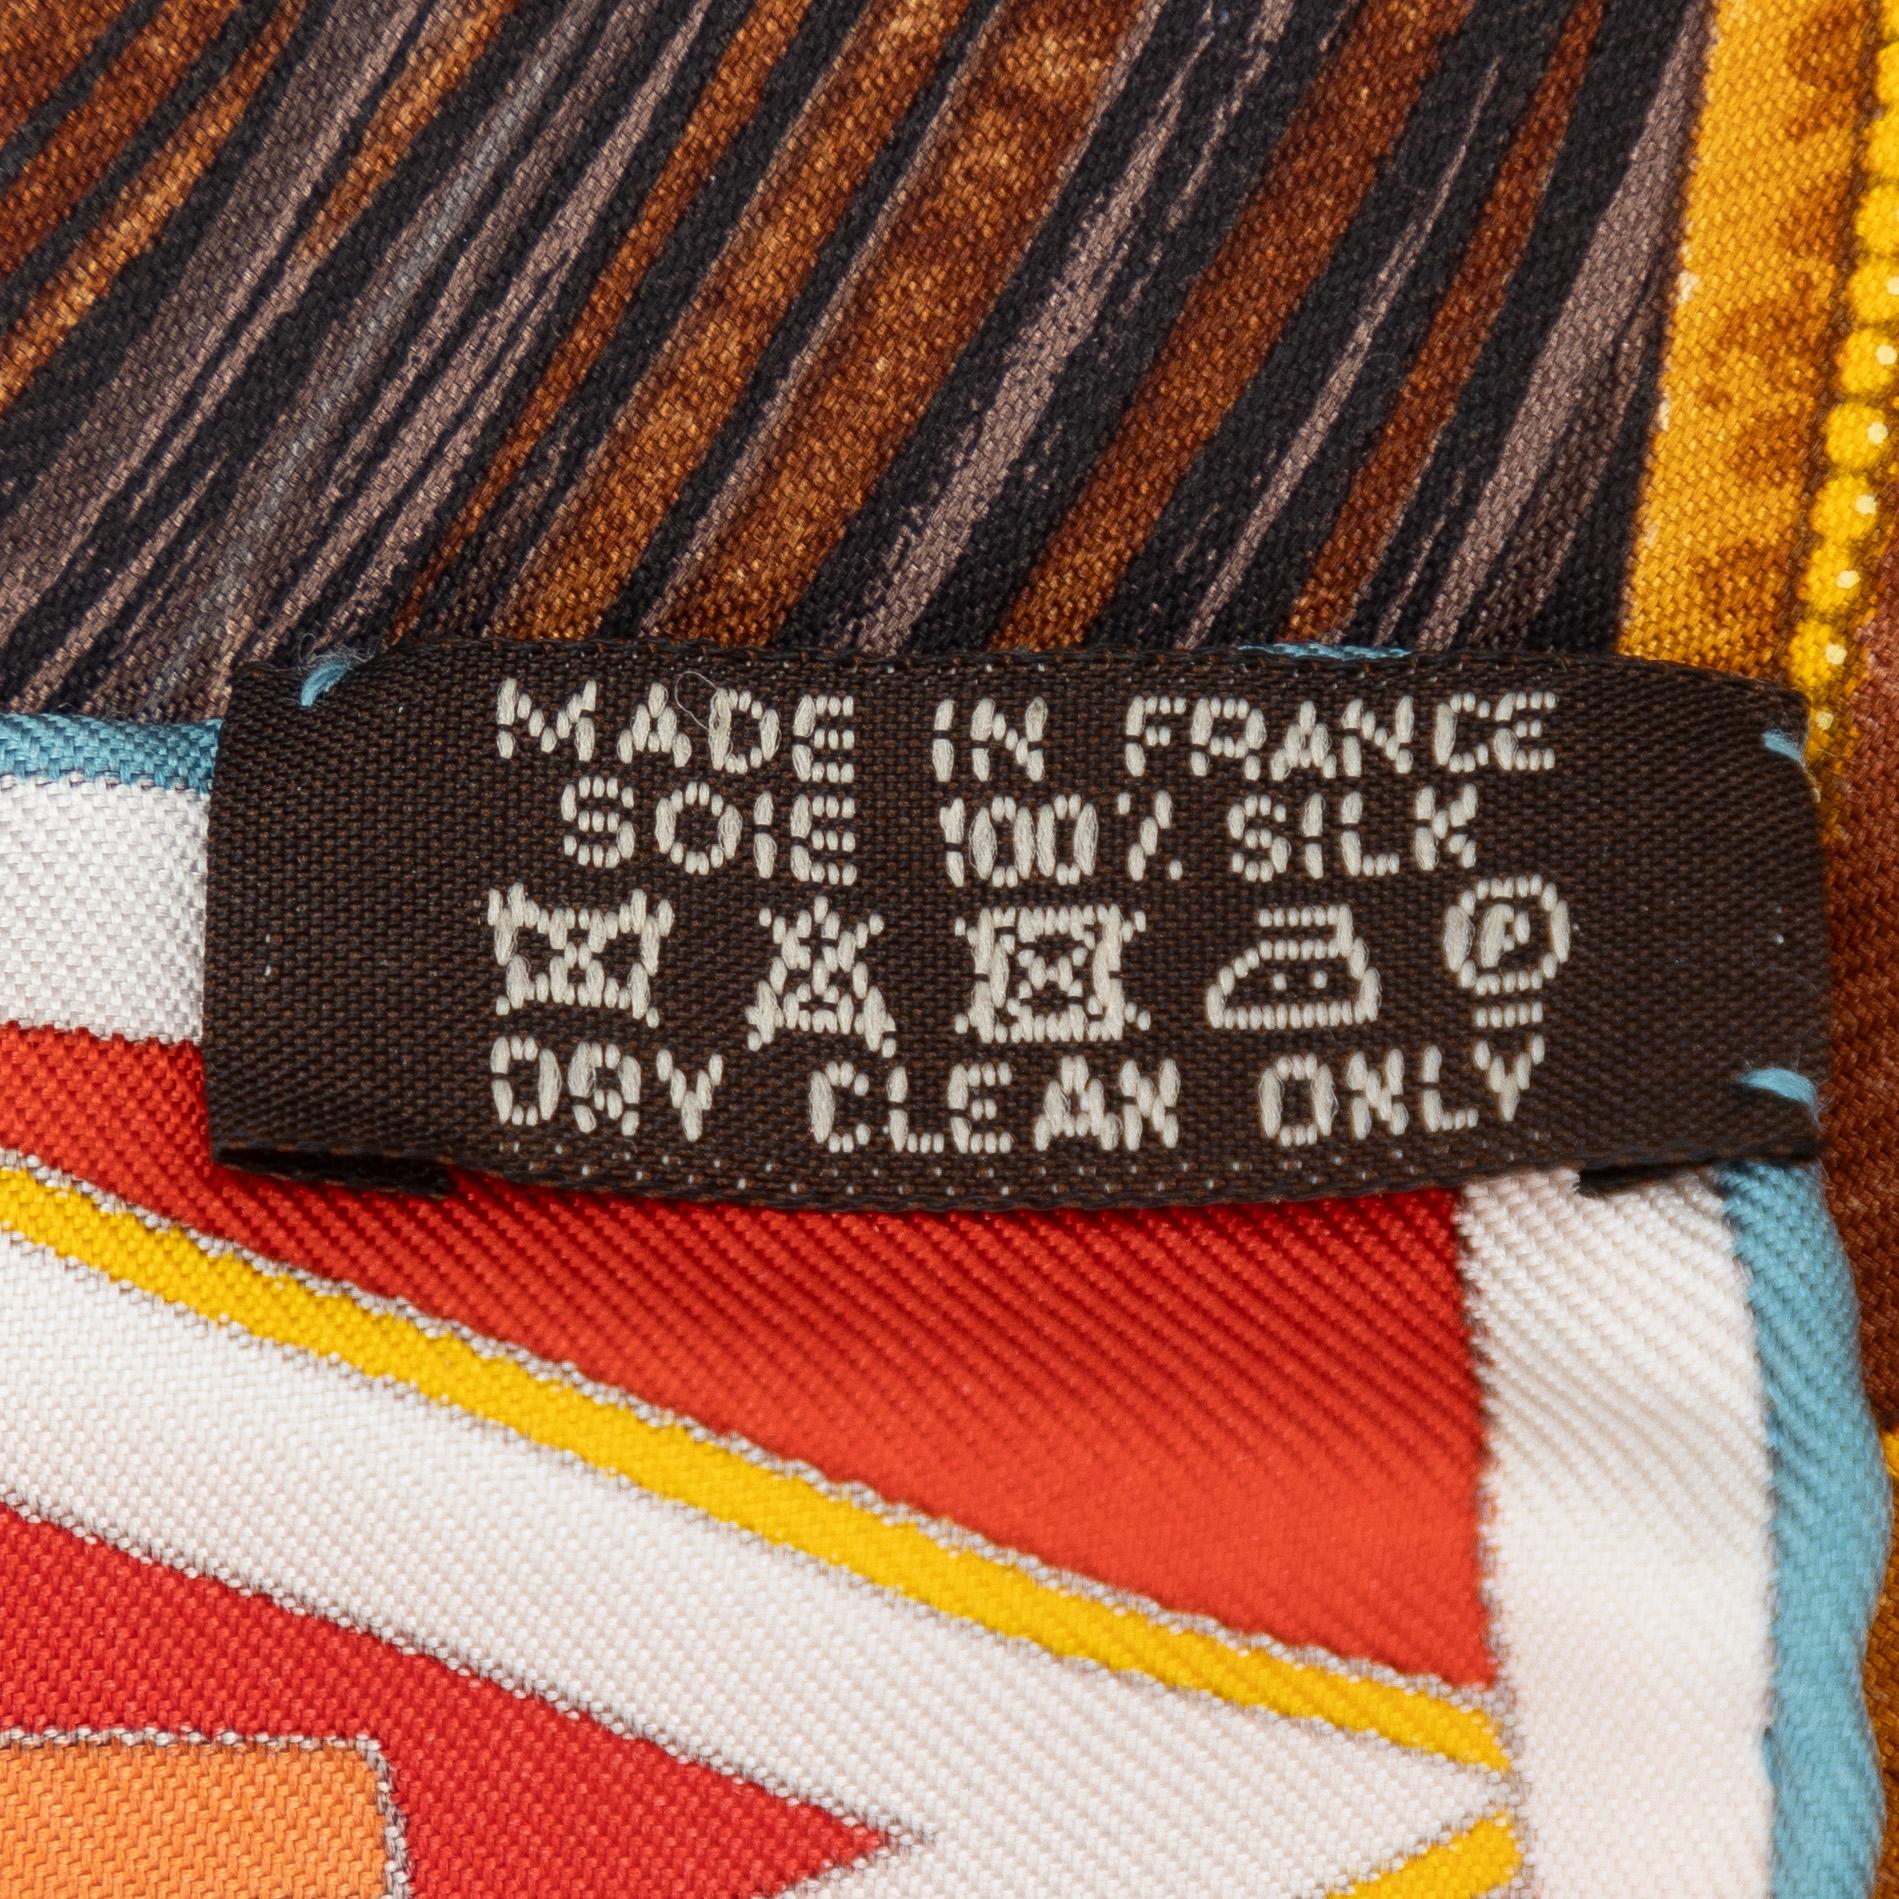 MADE IN FRANCE
SOIE 100% SILK
P
DRY CLEAN ONLY